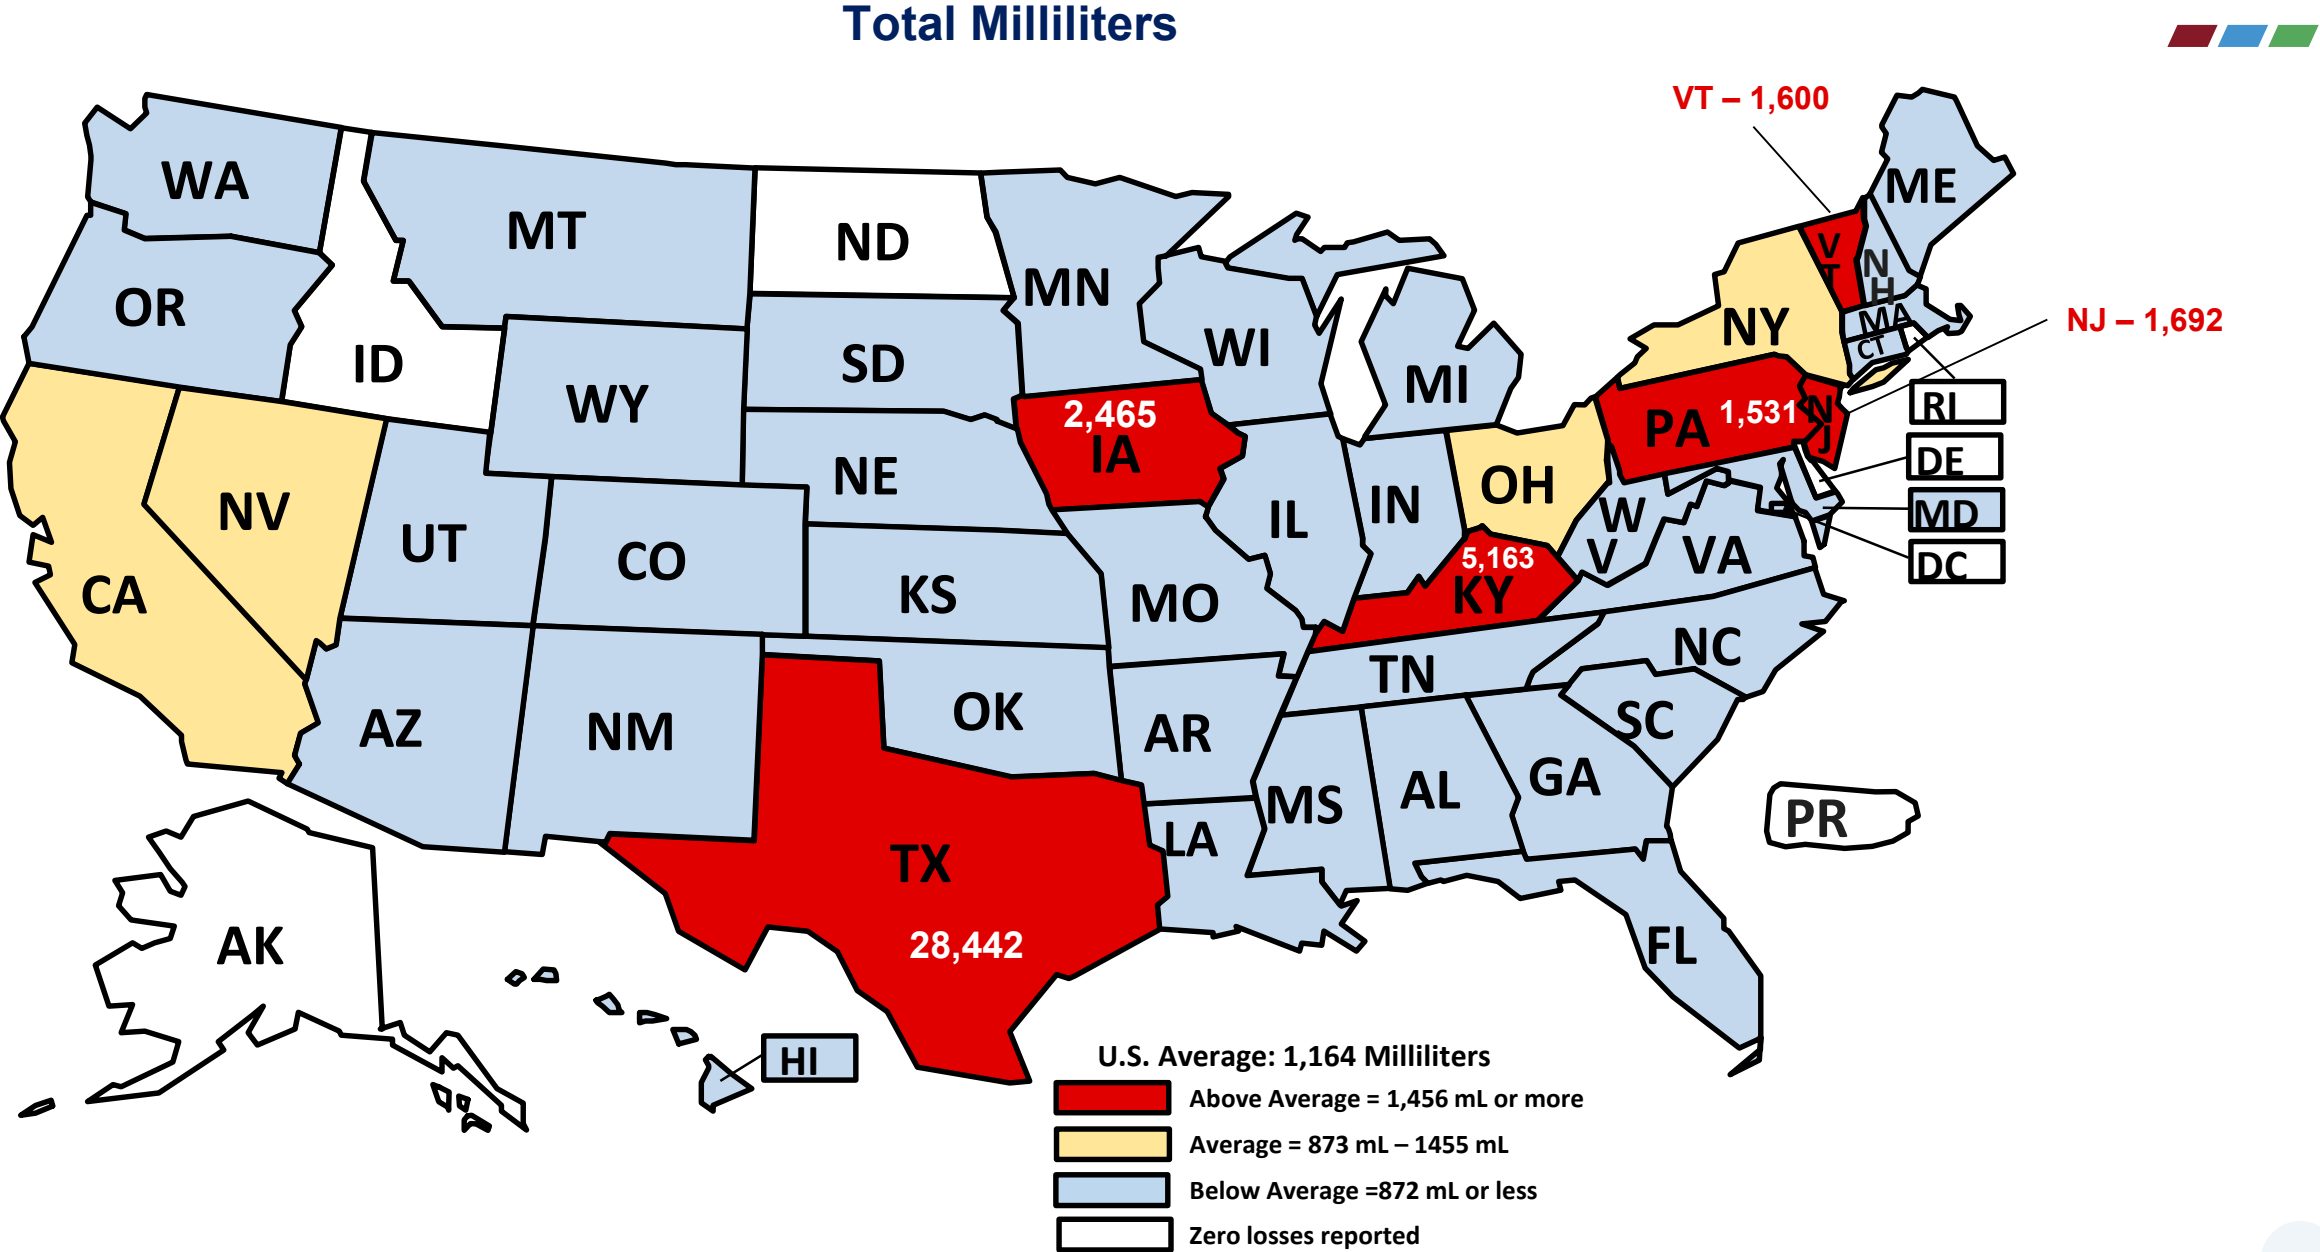 Total Milliliters
VT – 1,600
ME
WA
MT
ND
MN
V
T
N
H
OR
ID
SD
WI
NY
MA
NJ – 1,692
CT
WY
MI
2,465
IA
PA
1,531
N
J
RI
DE
NV
UT
CO
NE
IL
IN
OH
W
V
MD
VA
DC
CA
KS
MO
5,163
KY
NC
TN
AZ
NM
OK
AR
SC
MS
AL
GA
LA
PR
TX
28,442
AK
FL
HI
U.S. Average: 1,164 Milliliters
Above Average = 1,456 mL or more
Average = 873 mL – 1455 mL
Below Average =872 mL or less
Zero losses reported